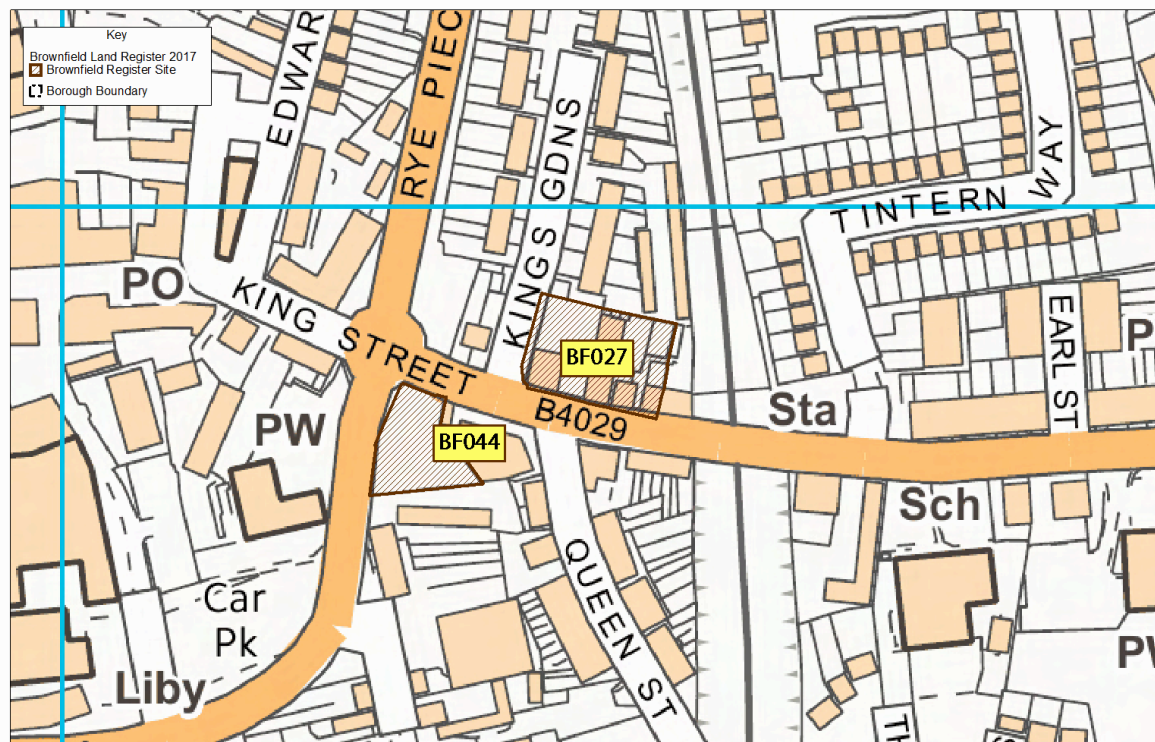 Key
Brownfield Land Register 2017
Brownfield Register Site
Borough Boundary
EDWAR
RYE PIEC
KINGS GDNS
TINTERN WAY
PO
KING STREET
EARL ST
P
BF027
B4029
Sta
PW
BF044
Sch
QUEEN ST
Car
Pk
PW
Liby
TH